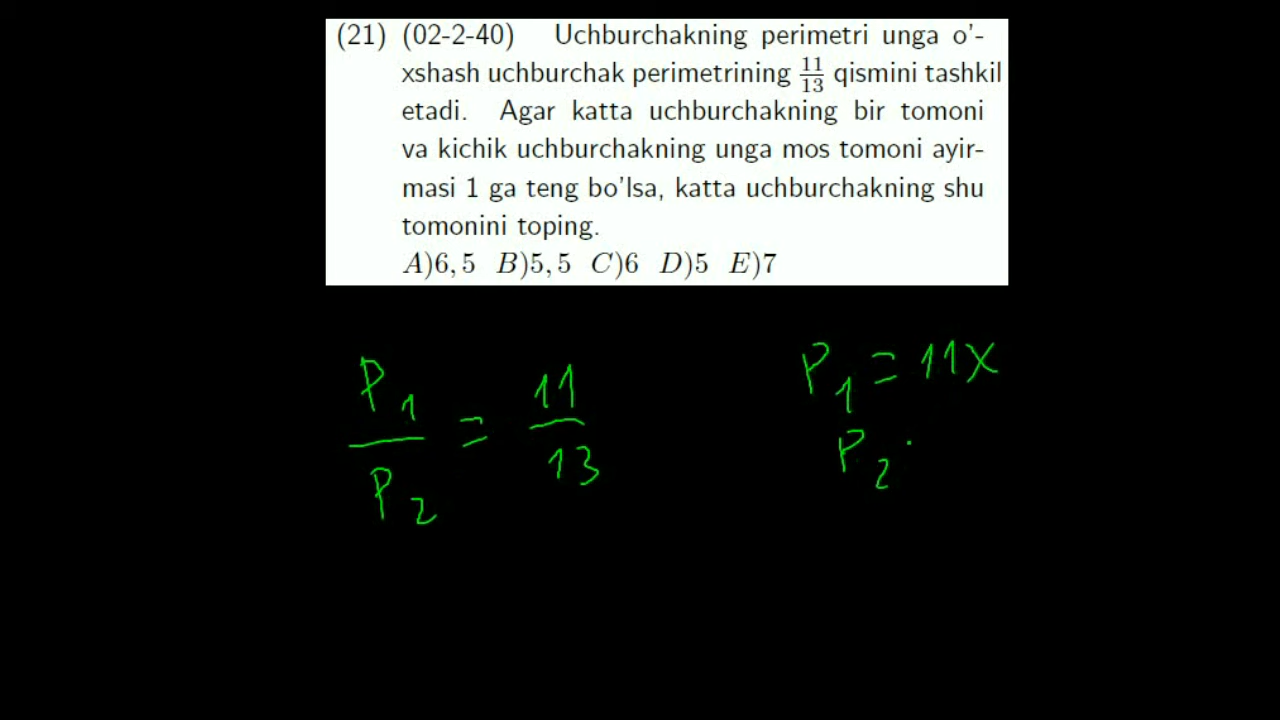 (21) (02-2-40) Uchburchakning perimetri unga o'-
xshash uchburchak perimetrining 11/13 qismini tashkil
etadi. Agar katta uchburchakning bir tomoni
va kichik uchburchakning unga mos tomoni ayir-
masi 1 ga teng bo'lsa, katta uchburchakning shu
tomonini toping.
A)6, 5 B)5, 5 C)6 D)5 E)7
P1/P2 = 11/13
P1 = 11x
P2